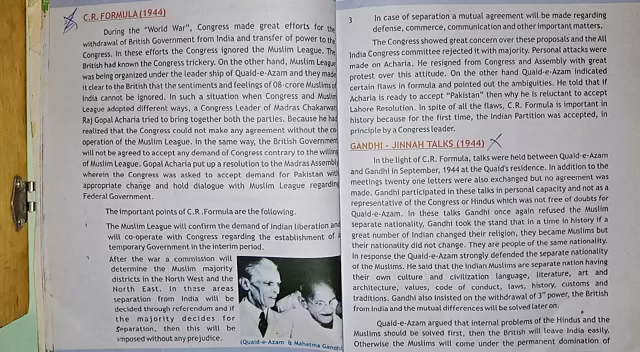 C.R. FORMULA (1944)
During the "World War", Congress made great efforts for the
withdrawal of British Government from India and transfer of power to the
Congress. In these efforts the Congress ignored the Muslim League. The
British had known the Congress trickery. On the other hand, Muslim League
was being organized under the leader ship of Quaid-e-Azam and they made
it clear to the British that the sentiments and feelings of 08-crore Muslims of
India cannot be ignored. In such a situation when Congress and Muslim
League adopted different ways, a Congress Leader of Madras Chakarwati
Raj Gopal Acharia tried to bring together both the parties. Because he had
realized that the Congress could not make any agreement without the co-
operation of the Muslim League. In the same way, the British Government
will not be agreed to accept any demand of Congress contrary to the willing
of Muslim League. Gopal Acharia put up a resolution to the Madras Assembly
wherein the Congress was asked to accept demand for Pakistan with
appropriate change and hold dialogue with Muslim League regarding
Federal Government.
The important points of C.R.Formula are the following.
1 The Muslim League will confirm the demand of Indian liberation and
will co-operate with Congress regarding the establishment of a
temporary Government in the interim period.
2 After the war a commission will
determine the Muslim majority
districts in the North West and the
North East. In these areas
separation from India will be
decided through referendum and if
the majority decides for
separation, then this will be
imposed without any prejudice.
(Quaid-e-Azam & Mahatma Gandhi)
3 In case of separation a mutual agreement will be made regarding
defense, commerce, communication and other important matters.
The Congress showed great concern over these proposals and the All
India Congress committee rejected it with majority. Personal attacks were
made on Acharia. He resigned from Congress and Assembly with great
protest over this attitude. On the other hand Quaid-e-Azam indicated
certain flaws in formula and pointed out the ambiguities. He told that if
Acharia is ready to accept "Pakistan" then why he is reluctant to accept
Lahore Resolution. In spite of all the flaws, C.R. Formula is important in
history because for the first time, the Indian Partition was accepted, in
principle by a Congress leader.
GANDHI - JINNAH TALKS (1944)
In the light of C.R. Formula, talks were held between Quaid-e-Azam
and Gandhi in September, 1944 at the Quaid's residence. In addition to the
meetings twenty one letters were also exchanged but no agreement was
made. Gandhi participated in these talks in personal capacity and not as a
representative of the Congress or Hindus which was not free of doubts for
Quaid-e-Azam. In these talks Gandhi once again refused the Muslim
separate nationality, Gandhi took the stand that in a time in history if a
great number of Indian changed their religion, they became Muslims but
their nationality did not change. They are people of the same nationality.
In response the Quaid-e-Azam strongly defended the separate nationality
of the Muslims. He said that the Indian Muslims are separate nation having
their own culture and civilization language, literature, art and
architecture, values, code of conduct, laws, history, customs and
traditions. Gandhi also insisted on the withdrawal of 3rd power, the British
from India and the mutual differences will be solved later on.
Quaid-e-Azam argued that internal problems of the Hindus and the
Muslims should be solved first, then the British will leave India easily.
Otherwise the Muslims will come under the permanent domination of